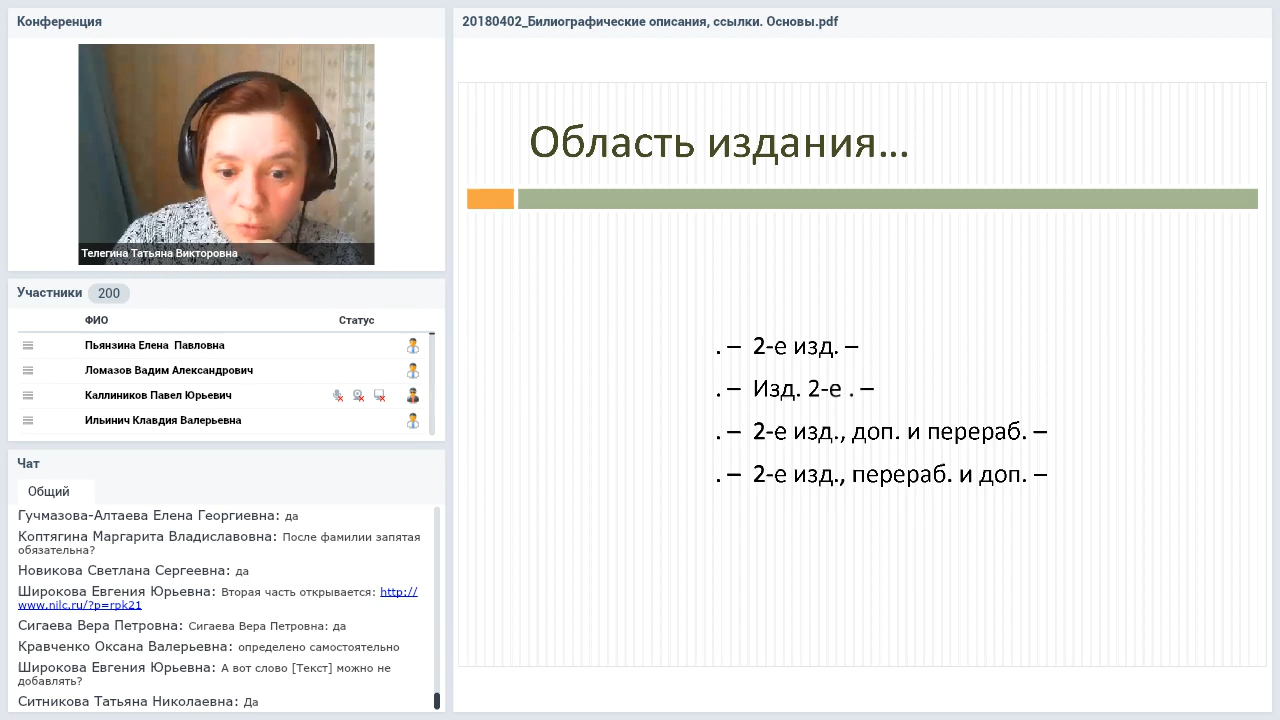 Конференция
Телегина Татьяна Викторовна
Участники 200
ФИО Статус
Пьянзина Елена Павловна
Ломазов Вадим Александрович
Каллиников Павел Юрьевич
Ильинич Клавдия Валерьевна
Чат
Общий
Гучмазова-Алтаева Елена Георгиевна: да
Коптягина Маргарита Владиславовна: После фамилии запятая
обязательна?
Новикова Светлана Сергеевна: да
Широкова Евгения Юрьевна: Вторая часть открывается: http://
www.nilc.ru/?p=rpk21
Сигаева Вера Петровна: Сигаева Вера Петровна: да
Кравченко Оксана Валерьевна: определено самостоятельно
Широкова Евгения Юрьевна: А вот слово [Текст] можно не
добавлять?
Ситникова Татьяна Николаевна: Да
20180402_Билиографические описания, ссылки. Основы.pdf
Область издания...
. – 2-е изд. –
. – Изд. 2-е . –
. – 2-е изд., доп. и перераб. –
. – 2-е изд., перераб. и доп. –